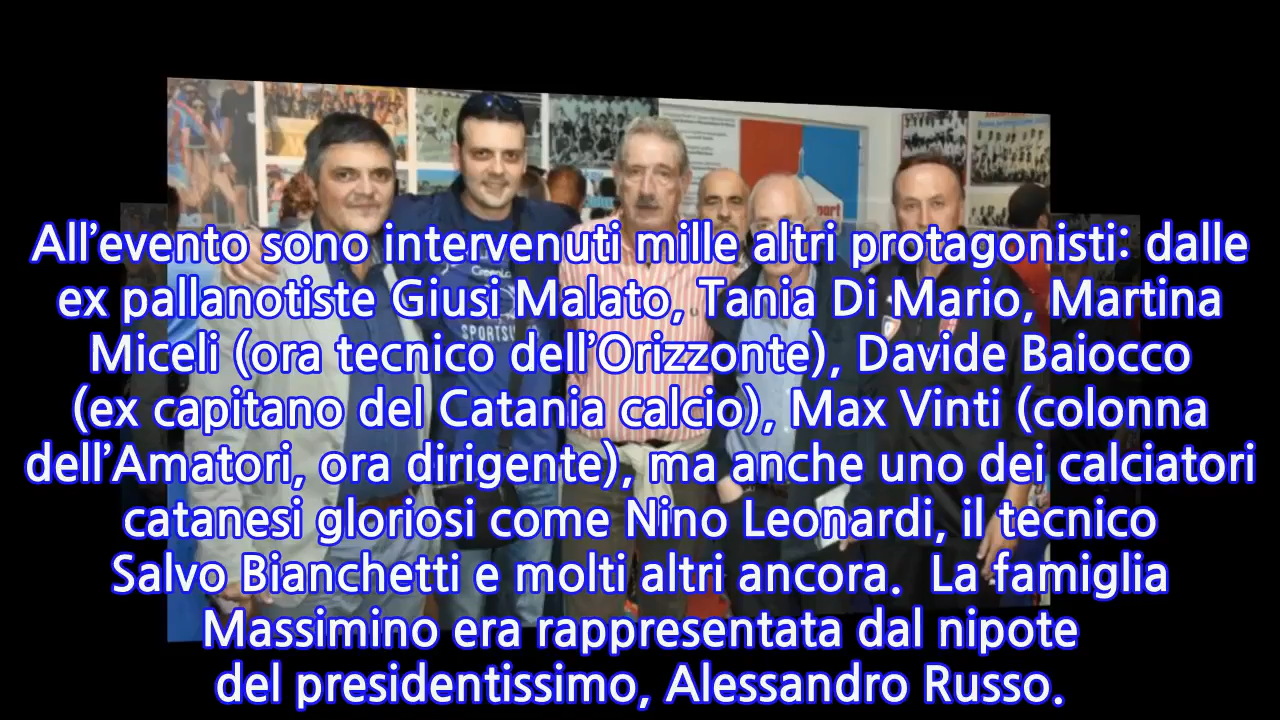 All’evento sono intervenuti mille altri protagonisti: dalle
ex pallanotiste Giusi Malato, Tania Di Mario, Martina
Miceli (ora tecnico dell’Orizzonte), Davide Baiocco
(ex capitano del Catania calcio), Max Vinti (colonna
dell’Amatori, ora dirigente), ma anche uno dei calciatori
catanesi gloriosi come Nino Leonardi, il tecnico
Salvo Bianchetti e molti altri ancora.  La famiglia
Massimino era rappresentata dal nipote
del presidentissimo, Alessandro Russo.